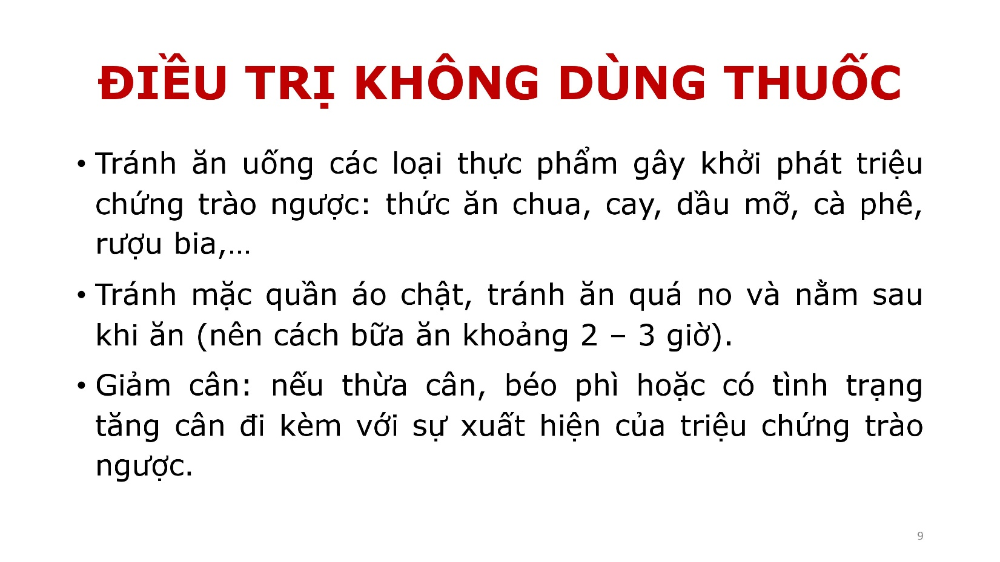 ĐIỀU TRỊ KHÔNG DÙNG THUỐC
• Tránh ăn uống các loại thực phẩm gây khởi phát triệu
chứng trào ngược: thức ăn chua, cay, dầu mỡ, cà phê,
rượu bia,…
• Tránh mặc quần áo chật, tránh ăn quá no và nằm sau
khi ăn (nên cách bữa ăn khoảng 2 – 3 giờ).
• Giảm cân: nếu thừa cân, béo phì hoặc có tình trạng
tăng cân đi kèm với sự xuất hiện của triệu chứng trào
ngược.
9